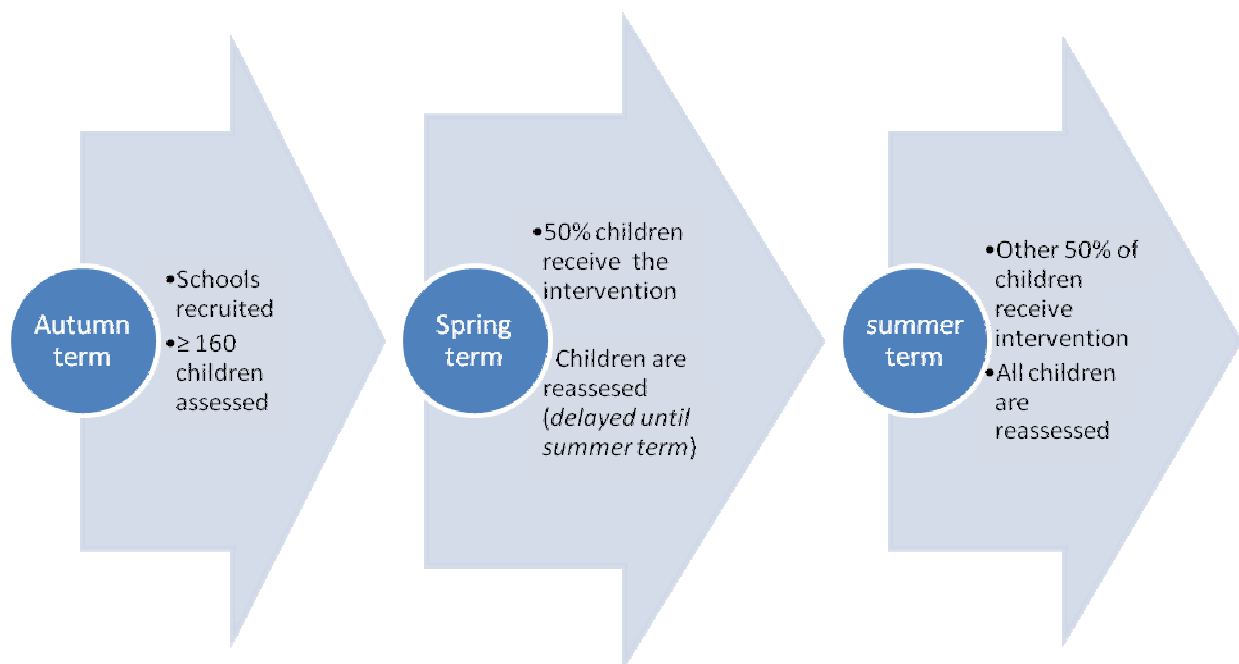 Autumn
term
•Schools
recruited
•≥ 160
children
assessed
Spring
term
•50% children
receive the
intervention
Children are
reassesed
(delayed until
summer term)
summer
term
•Other 50% of
children
receive
intervention
•All children
are
reassessed